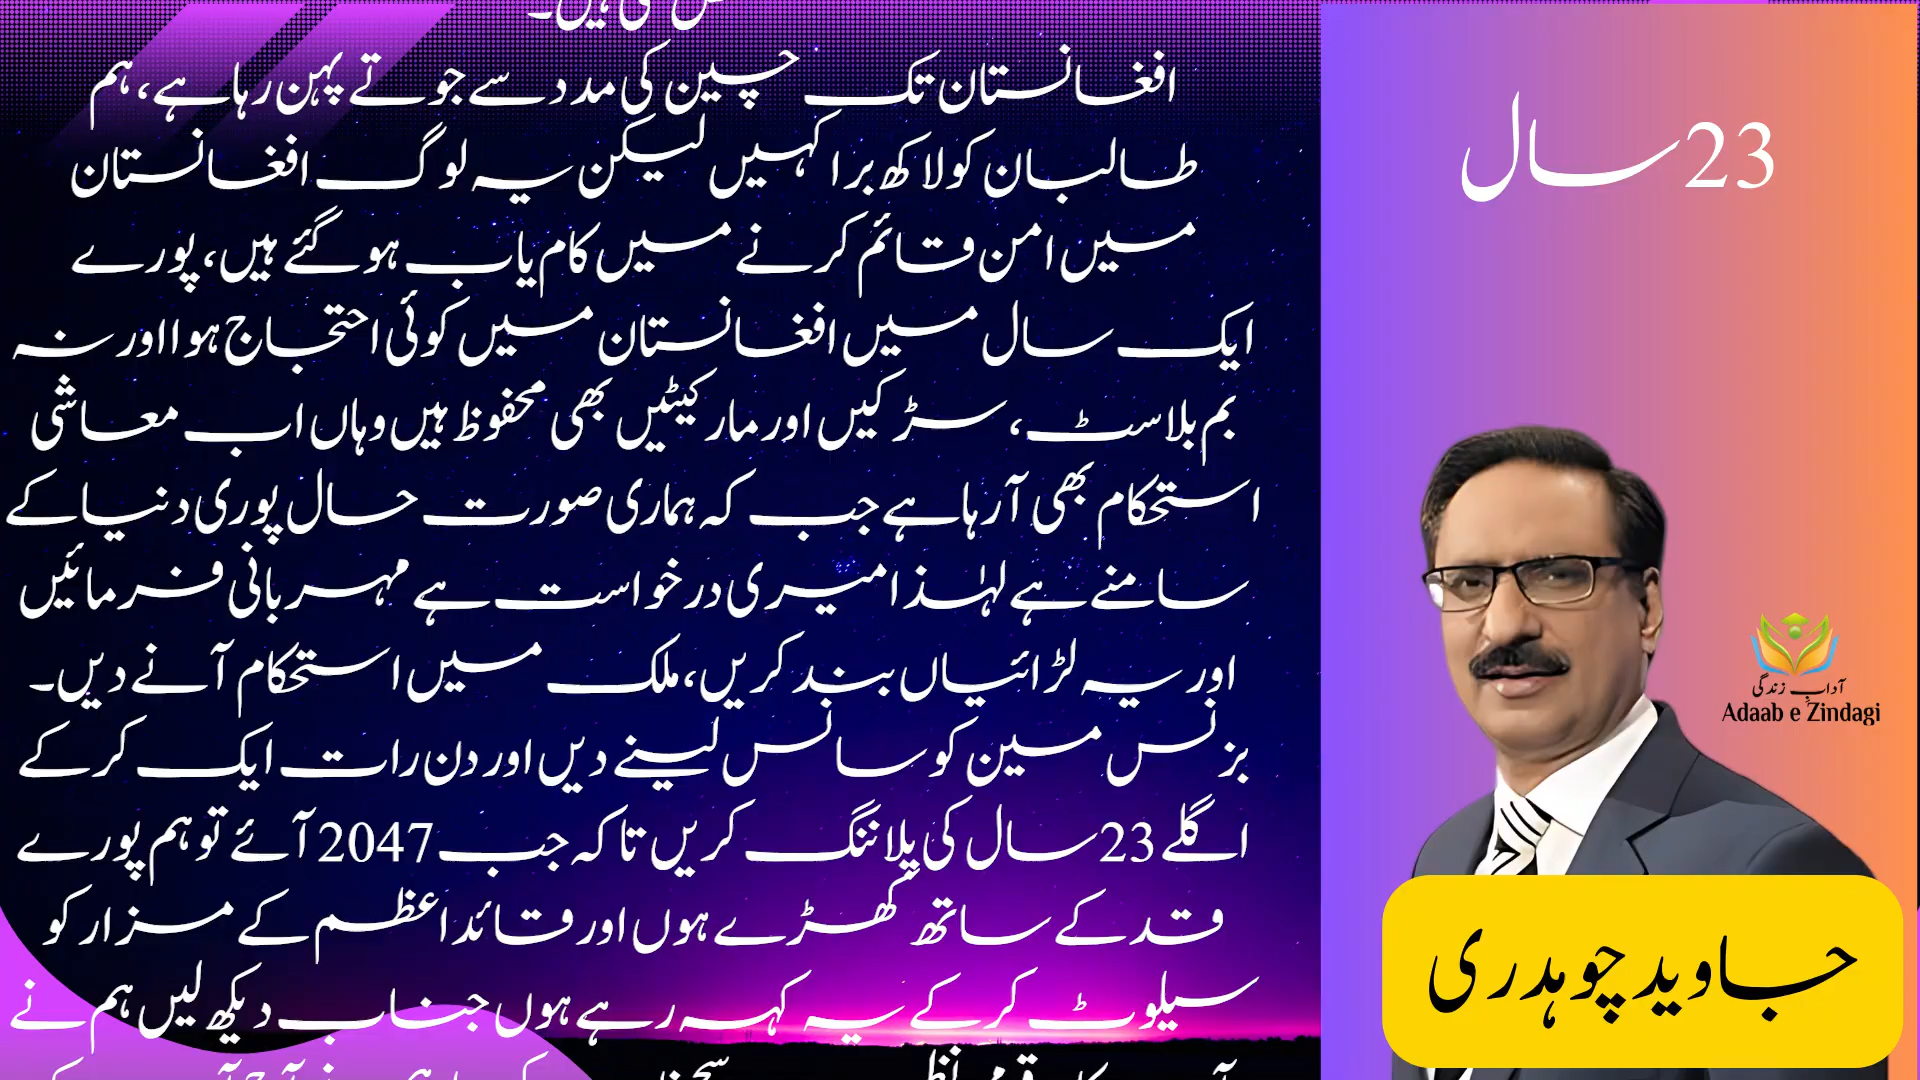 افغانستان تک چین کی مدد سے جوتے پہن رہا ہے، ہم
طالبان کو لاکھ برا کہیں لیکن یہ لوگ افغانستان
میں امن قائم کرنے میں کام یاب ہو گئے ہیں، پورے
ایک سال میں افغانستان میں کوئی احتجاج ہوا اور نہ
بم بلاسٹ، سڑکیں اور مارکیٹیں بھی محفوظ ہیں وہاں اب معاشی
استحکام بھی آ رہا ہے جب کہ ہماری صورت حال پوری دنیا کے
سامنے ہے لہٰذا میری درخواست ہے مہربانی فرمائیں
اور یہ لڑائیاں بند کریں، ملک میں استحکام آنے دیں۔
بزنس مین کو سانس لینے دیں اور دن رات ایک کر کے
اگلے 23 سال کی پلاننگ کریں تاکہ جب 2047 آئے تو ہم پورے
قد کے ساتھ کھڑے ہوں اور قائداعظم کے مزار کو
سیلوٹ کر کے یہ کہہ رہے ہوں جناب دیکھ لیں ہم نے
23 سال
آدابِ زندگی
Adaab e Zindagi
جاوید چوہدری